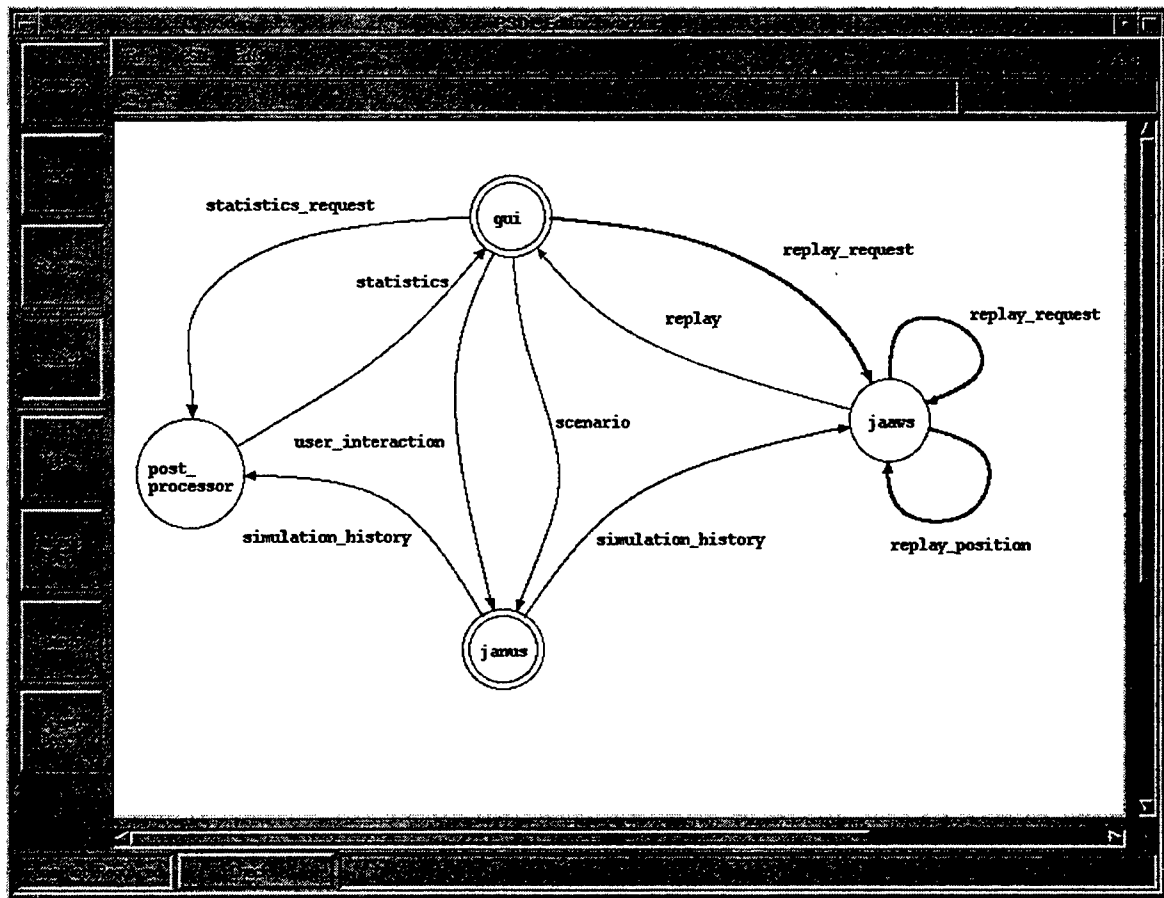 statistics_request
gui
replay_request
statistics
replay
replay_request
scenario
jaaws
user_interaction
post_
processor
simulation_history
simulation_history
replay_position
janus